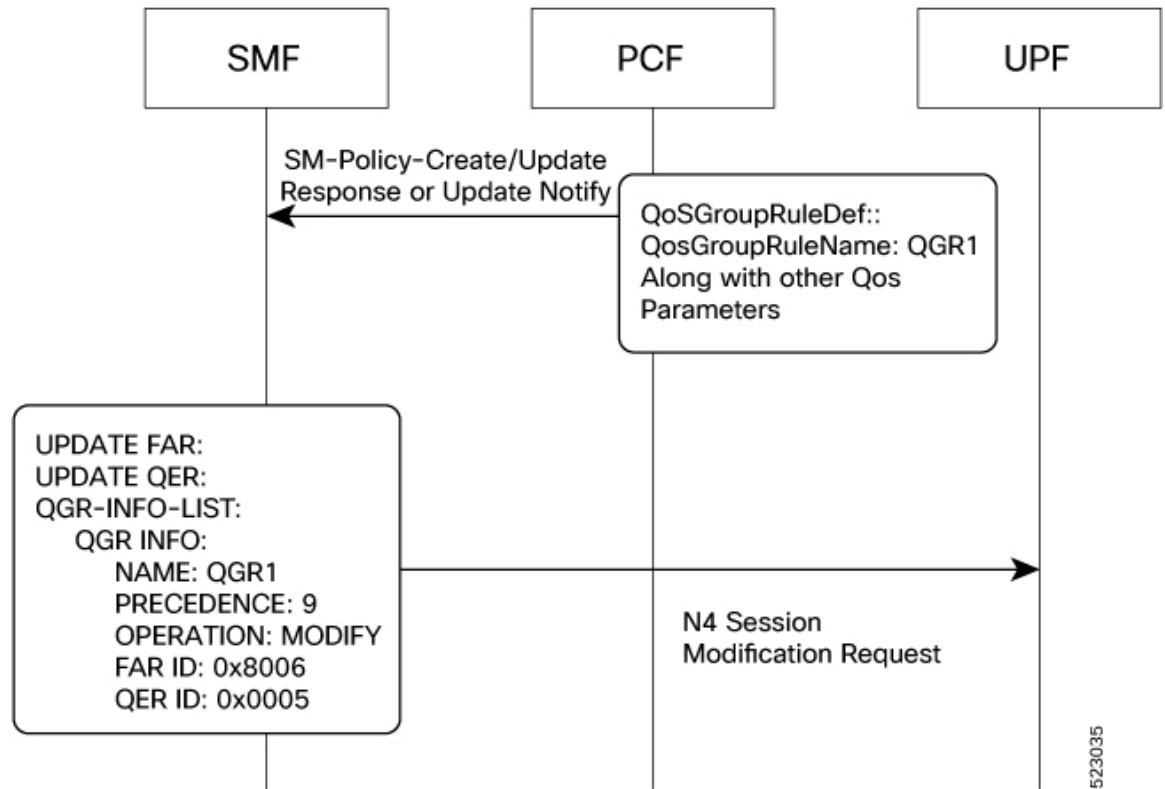 SMF
PCF
UPF
SM-Policy-Create/Update
Response or Update Notify
QoSGroupRuleDef::
QosGroupRuleName: QGR1
Along with other Qos
Parameters
UPDATE FAR:
UPDATE QER:
QGR-INFO-LIST:
QGR INFO:
NAME: QGR1
PRECEDENCE: 9
OPERATION: MODIFY
FAR ID: 0x8006
QER ID: 0x0005
N4 Session
Modification Request
523035